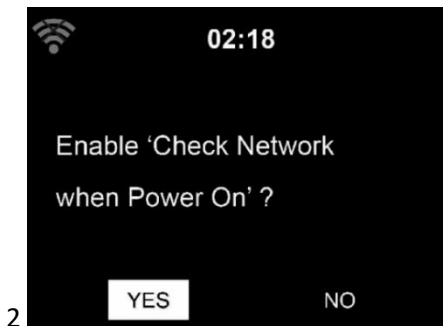 02:18
Enable ‘Check Network
when Power On’ ?
YES NO
2